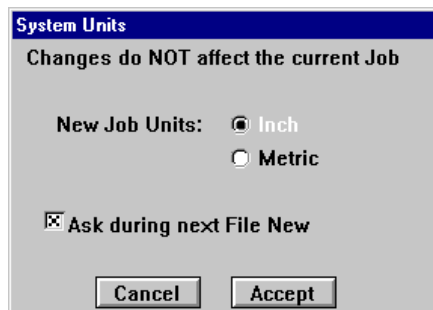 System Units
Changes do NOT affect the current Job
New Job Units: Inch
Metric
Ask during next File New
Cancel Accept